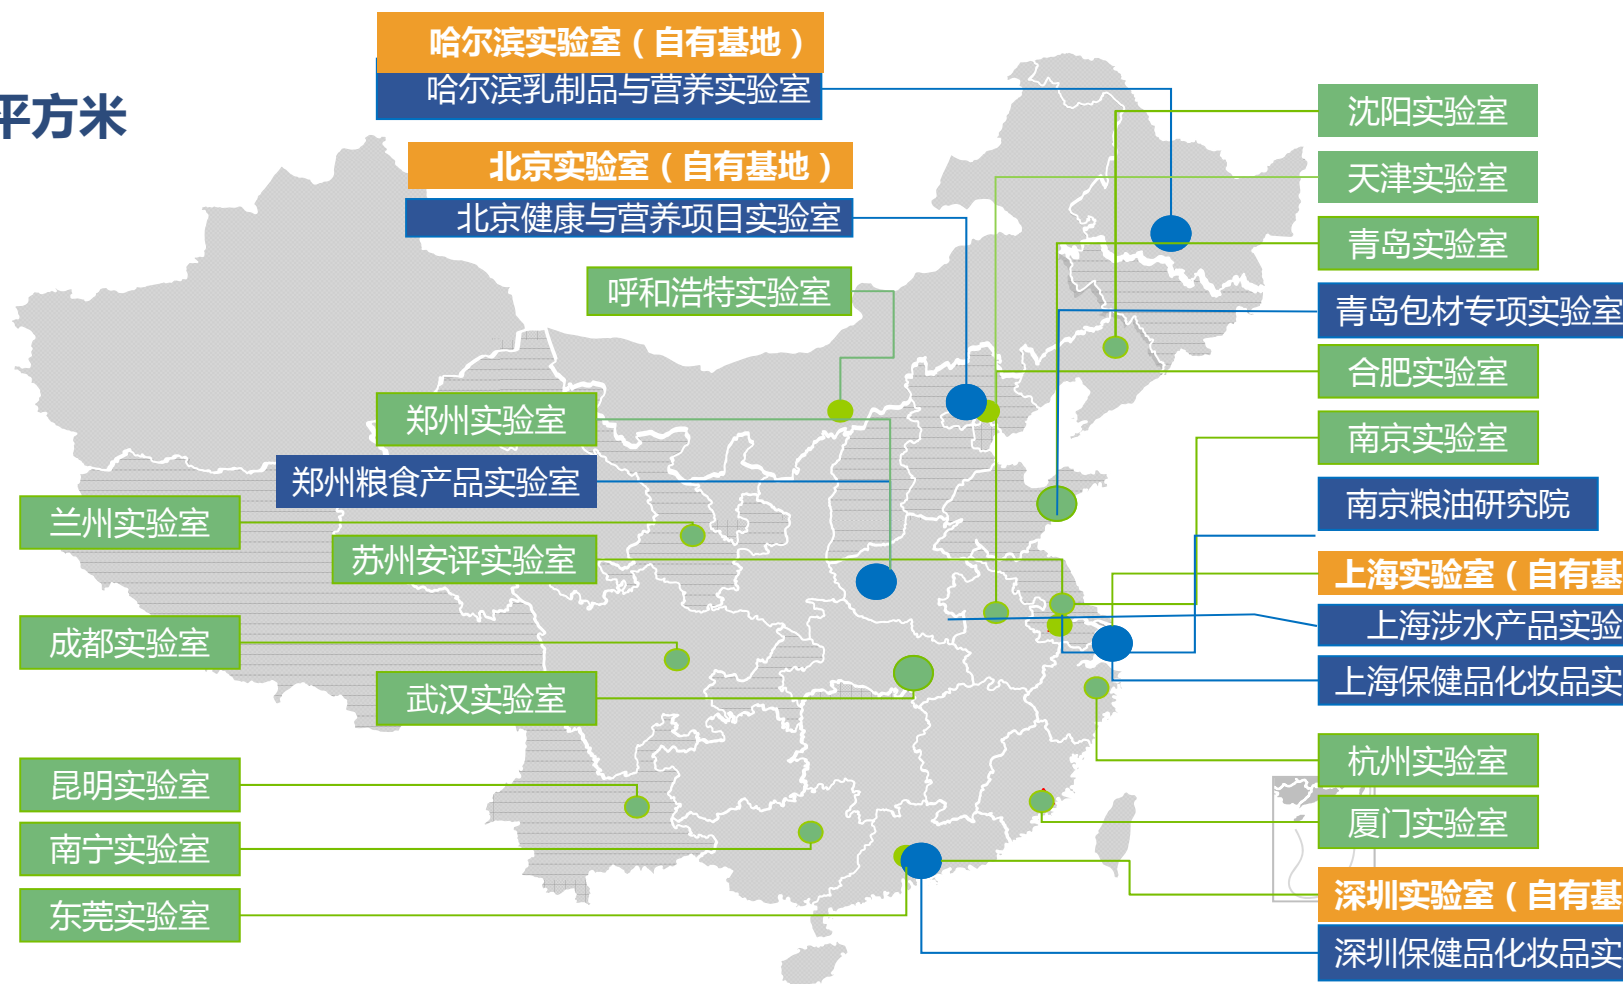 哈尔滨实验室（自有基地）
哈尔滨乳制品与营养实验室
平方米
北京实验室（自有基地）
北京健康与营养项目实验室
呼和浩特实验室
郑州实验室
郑州粮食产品实验室
兰州实验室
苏州安评实验室
成都实验室
武汉实验室
昆明实验室
南宁实验室
东莞实验室
沈阳实验室
天津实验室
青岛实验室
青岛包材专项实验室
合肥实验室
南京实验室
南京粮油研究院
上海实验室（自有基
上海涉水产品实验
上海保健品化妆品实
杭州实验室
厦门实验室
深圳实验室（自有基
深圳保健品化妆品实